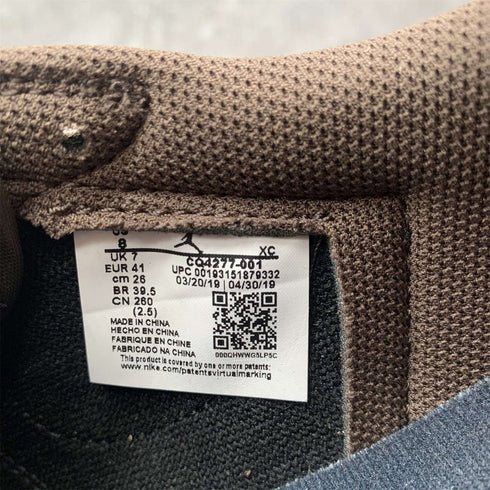 8
XC
UK 7
CQ4277-001
EUR 41
UPC 00193151879332
cm 26
03/20/19 | 04/30/19
BR 39.5
CN 260
(2.5)
MADE IN CHINA
HECHO EN CHINA
FABRIQUE EN CHINE
FABRICADO NA CHINA
0DDQHWWG5LP5C
This product is covered by one or more patents:
www.nike.com/patentsvirtualmarking